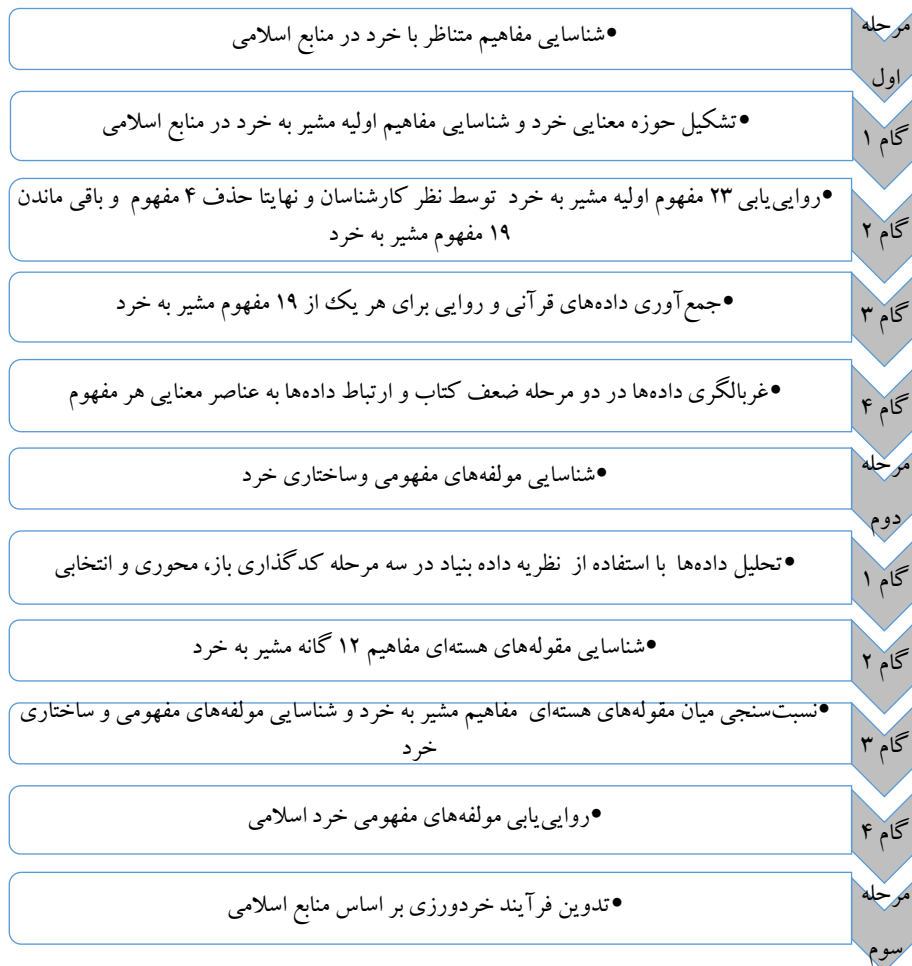 مرحله
اول
•شناسایی مفاهیم متناظر با خرد در منابع اسلامی
گام ۱
•تشکیل حوزه معنایی خرد و شناسایی مفاهیم اولیه مشیر به خرد در منابع اسلامی
گام ۲
•روایی‌یابی ۲۳ مفهوم اولیه مشیر به خرد توسط نظر کارشناسان و نهایتا حذف ۴ مفهوم و باقی ماندن
۱۹ مفهوم مشیر به خرد
گام ۳
•جمع‌آوری داده‌های قرآنی و روایی برای هر یک از ۱۹ مفهوم مشیر به خرد
گام ۴
•غربالگری داده‌ها در دو مرحله ضعف کتاب و ارتباط داده‌ها به عناصر معنایی هر مفهوم
مرحله
دوم
•شناسایی مولفه‌های مفهومی وساختاری خرد
گام ۱
•تحلیل داده‌ها با استفاده از نظریه داده بنیاد در سه مرحله کدگذاری باز، محوری و انتخابی
گام ۲
•شناسایی مقوله‌های هسته‌ای مفاهیم ۱۲ گانه مشیر به خرد
گام ۳
•نسبت‌سنجی میان مقوله‌های هسته‌ای مفاهیم مشیر به خرد و شناسایی مولفه‌های مفهومی و ساختاری
خرد
گام ۴
•روایی‌یابی مولفه‌های مفهومی خرد اسلامی
مرحله
سوم
•تدوین فرآیند خردورزی بر اساس منابع اسلامی